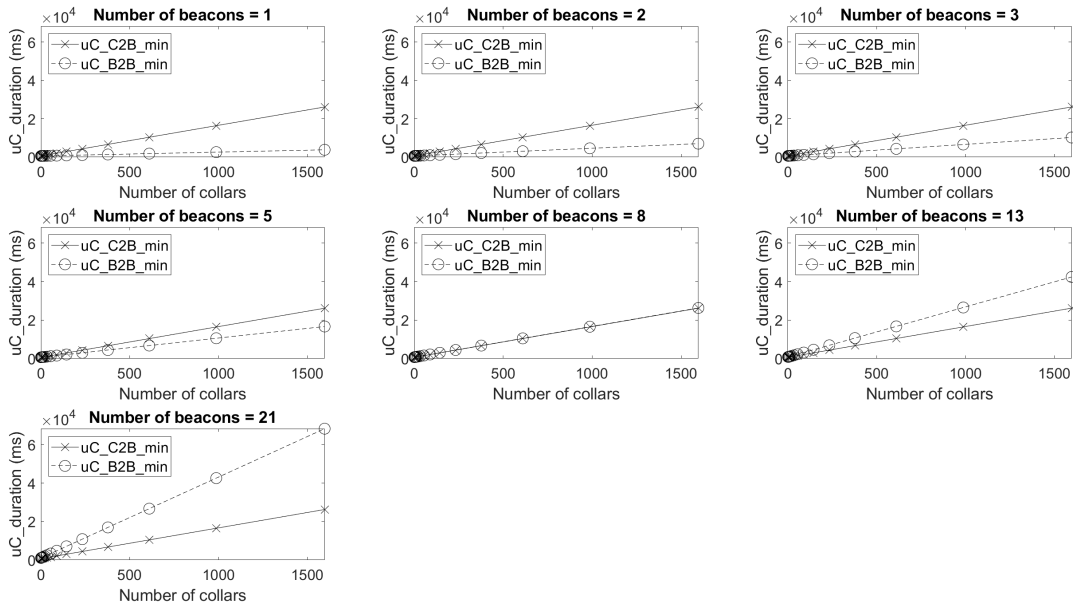 Number of beacons = 1
×10^4
6
4
2
0
uC_duration (ms)
uC_C2B_min
uC_B2B_min
0 500 1000 1500
Number of collars
Number of beacons = 2
×10^4
6
4
2
0
uC_duration (ms)
uC_C2B_min
uC_B2B_min
0 500 1000 1500
Number of collars
Number of beacons = 3
×10^4
6
4
2
0
uC_duration (ms)
uC_C2B_min
uC_B2B_min
0 500 1000 1500
Number of collars
Number of beacons = 5
×10^4
6
4
2
0
uC_duration (ms)
uC_C2B_min
uC_B2B_min
0 500 1000 1500
Number of collars
Number of beacons = 8
×10^4
6
4
2
0
uC_duration (ms)
uC_C2B_min
uC_B2B_min
0 500 1000 1500
Number of collars
Number of beacons = 13
×10^4
6
4
2
0
uC_duration (ms)
uC_C2B_min
uC_B2B_min
0 500 1000 1500
Number of collars
Number of beacons = 21
×10^4
6
4
2
0
uC_duration (ms)
uC_C2B_min
uC_B2B_min
0 500 1000 1500
Number of collars